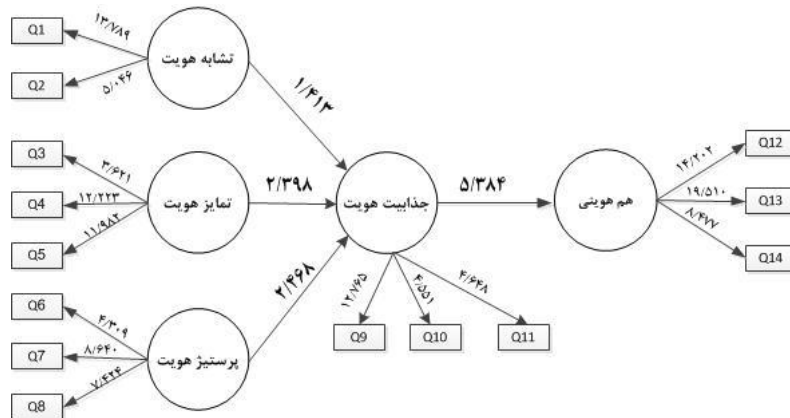 Q1
۱۳/۷۸۹
تشابه هویت
Q2
۵/۰۴۶
۱/۴۱۳
Q3
۳/۶۲۱
Q4
۱۲/۲۲۳
تمایز هویت
۲/۳۹۸
Q5
۱۱/۹۸۲
جذابیت هویت
۵/۳۸۴
هم هویتی
Q12
۱۴/۲۰۲
Q13
۱۹/۵۱۰
Q14
۸/۴۷۷
Q6
۴/۳۰۹
Q7
۸/۶۴۰
پرستیژ هویت
۲/۴۶۸
Q8
۷/۴۲۴
۱۲/۷۶۵
۴/۵۵۱
۴/۶۴۸
Q9
Q10
Q11